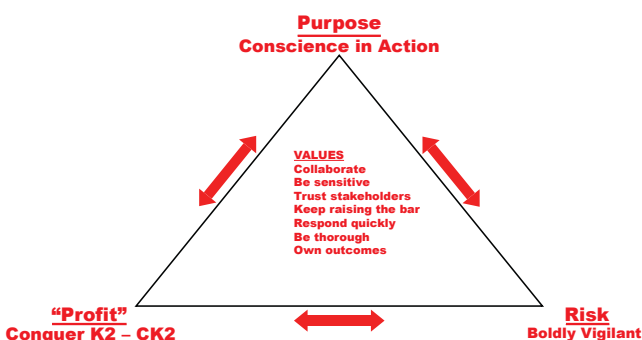 Purpose
Conscience in Action
VALUES
Collaborate
Be sensitive
Trust stakeholders
Keep raising the bar
Respond quickly
Be thorough
Own outcomes
“Profit”
Conquer K2 – CK2
Risk
Boldly Vigilant